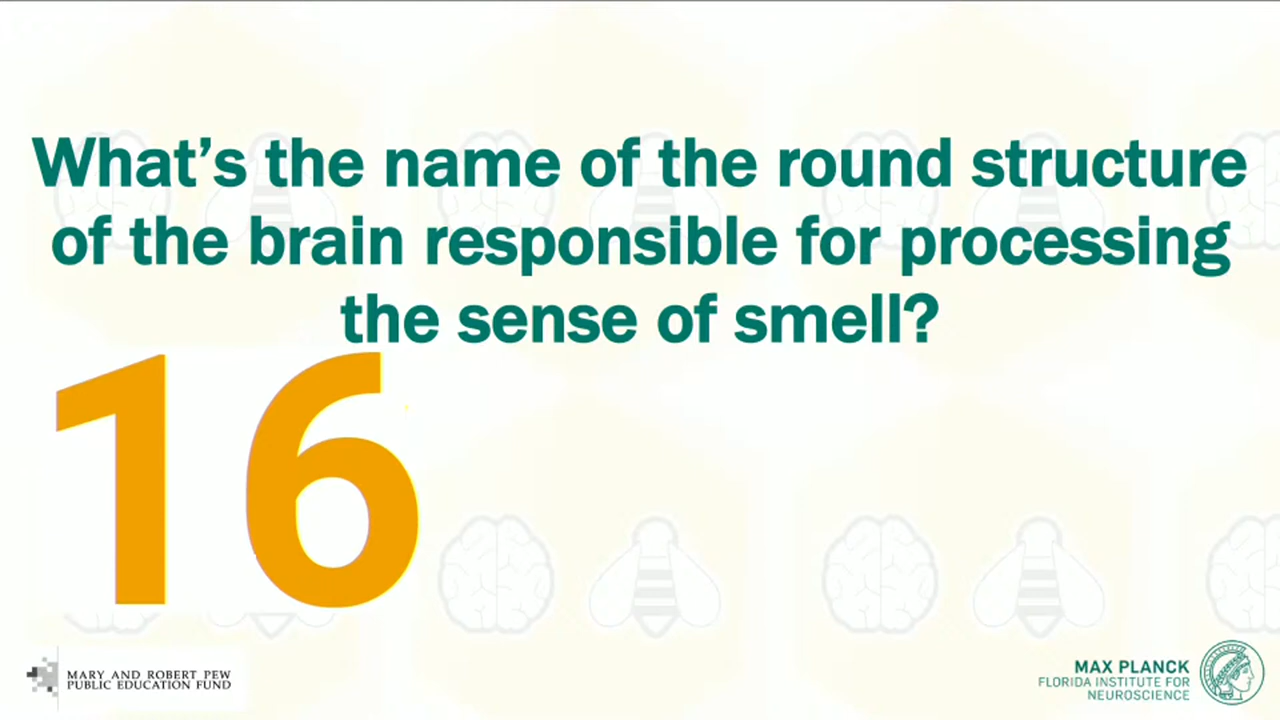 What's the name of the round structure
of the brain responsible for processing
the sense of smell?
16
MARY AND ROBERT PEW
PUBLIC EDUCATION FUND
MAX PLANCK
FLORIDA INSTITUTE FOR
NEUROSCIENCE